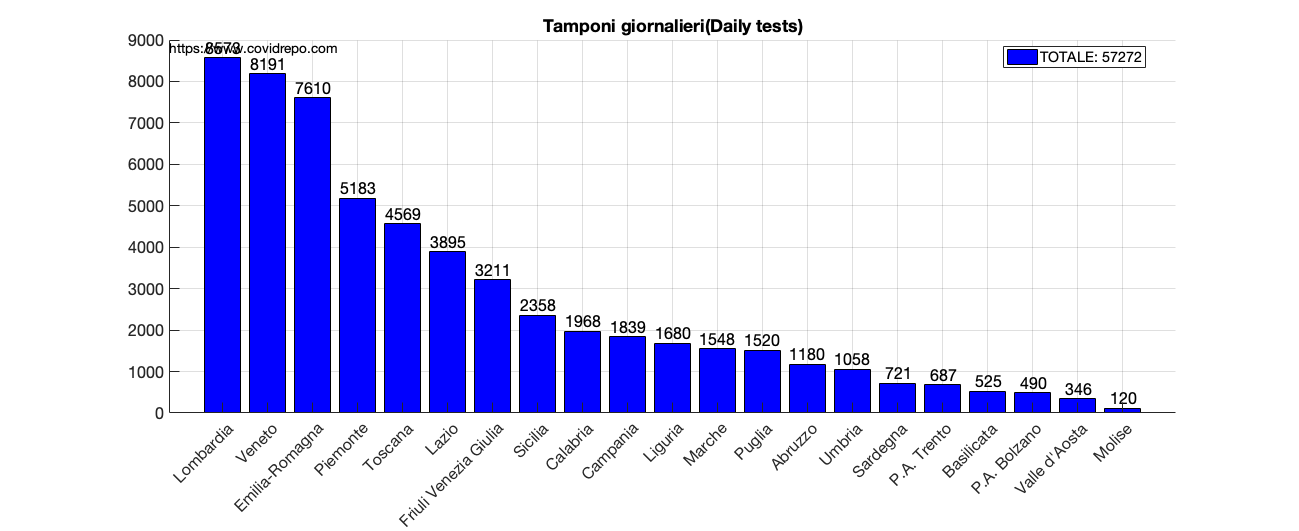 Tamponi giornalieri(Daily tests)
9000
https://www.covidrepo.com
TOTALE: 57272
8573
8191
8000
7610
7000
6000
5183
5000
4569
4000
3895
3211
3000
2358
2000
1968
1839
1680
1548
1520
1180
1058
1000
721
687
525
490
346
120
0
Lombardia
Veneto
Emilia-Romagna
Piemonte
Toscana
Lazio
Friuli Venezia Giulia
Sicilia
Calabria
Campania
Liguria
Marche
Puglia
Abruzzo
Umbria
Sardegna
P.A. Trento
Basilicata
P.A. Bolzano
Valle d'Aosta
Molise